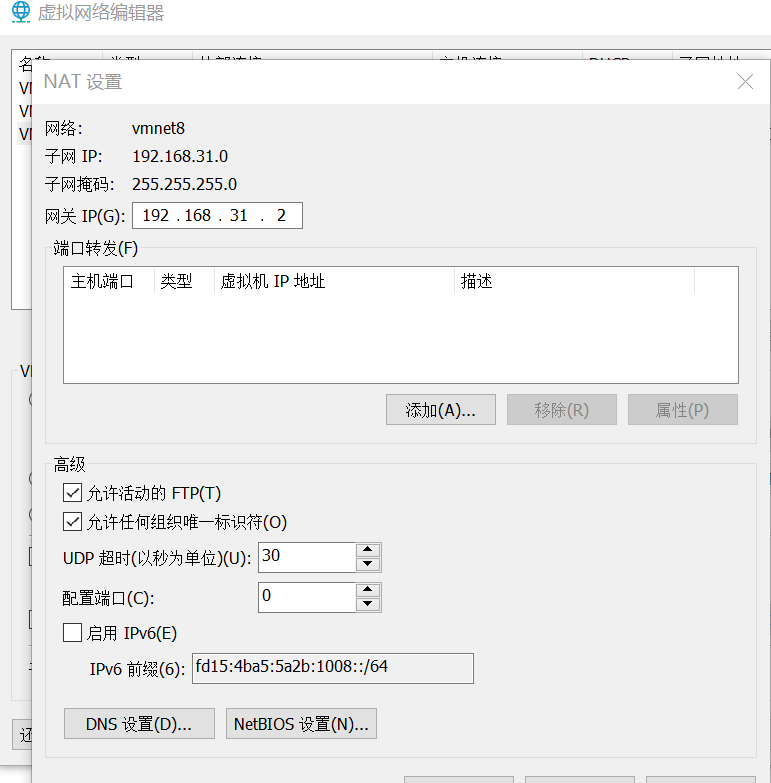 虚拟网络编辑器
NAT 设置
网络: vmnet8
子网 IP: 192.168.31.0
子网掩码: 255.255.255.0
网关 IP(G): 192 . 168 . 31 . 2
端口转发(F)
主机端口 类型 虚拟机 IP 地址 描述
添加(A)... 移除(R) 属性(P)
高级
允许活动的 FTP(T)
允许任何组织唯一标识符(O)
UDP 超时(以秒为单位)(U): 30
配置端口(C): 0
启用 IPv6(E)
IPv6 前缀(6): fd15:4ba5:5a2b:1008::/64
DNS 设置(D)... NetBIOS 设置(N)...